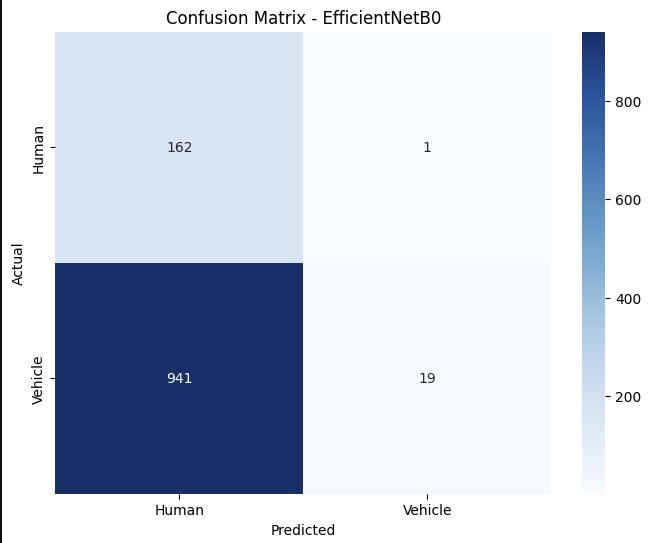 Confusion Matrix - EfficientNetB0
Human
162
1
800
600
Actual
400
Vehicle
941
19
200
Human
Vehicle
Predicted